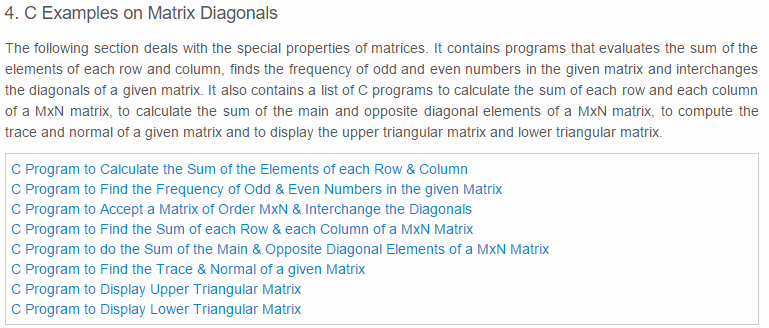 4. C Examples on Matrix Diagonals
The following section deals with the special properties of matrices. It contains programs that evaluates the sum of the
elements of each row and column, finds the frequency of odd and even numbers in the given matrix and interchanges
the diagonals of a given matrix. It also contains a list of C programs to calculate the sum of each row and each column
of a MxN matrix, to calculate the sum of the main and opposite diagonal elements of a MxN matrix, to compute the
trace and normal of a given matrix and to display the upper triangular matrix and lower triangular matrix.
C Program to Calculate the Sum of the Elements of each Row & Column
C Program to Find the Frequency of Odd & Even Numbers in the given Matrix
C Program to Accept a Matrix of Order MxN & Interchange the Diagonals
C Program to Find the Sum of each Row & each Column of a MxN Matrix
C Program to do the Sum of the Main & Opposite Diagonal Elements of a MxN Matrix
C Program to Find the Trace & Normal of a given Matrix
C Program to Display Upper Triangular Matrix
C Program to Display Lower Triangular Matrix